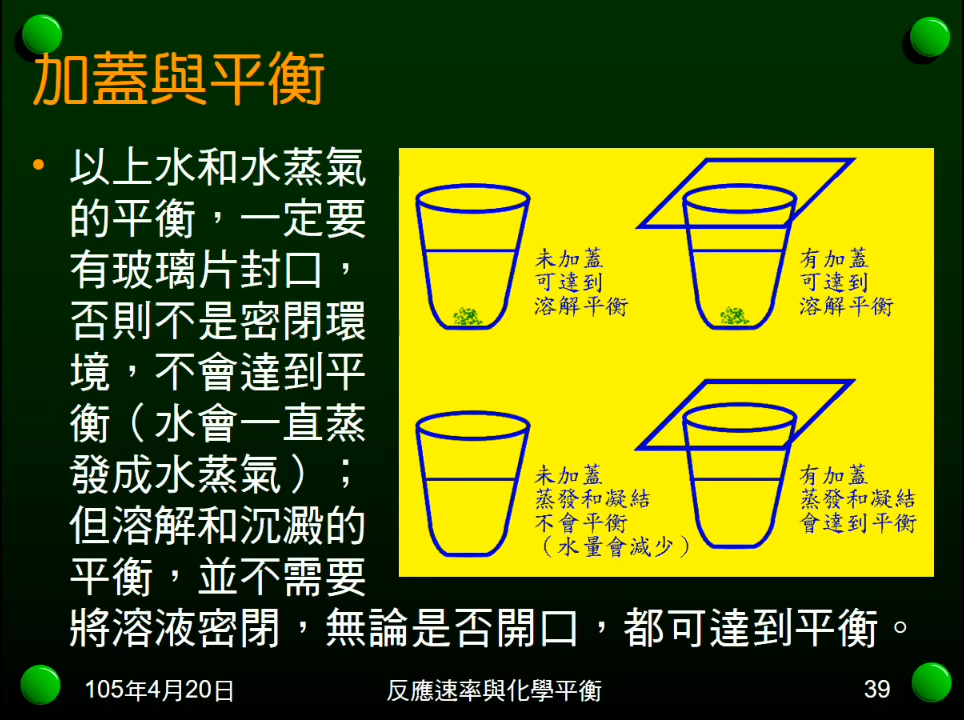 加蓋與平衡
• 以上水和水蒸氣
的平衡，一定要
有玻璃片封口，
否則不是密閉環
境，不會達到平
衡（水會一直蒸
發成水蒸氣）；
但溶解和沉澱的
平衡，並不需要
將溶液密閉，無論是否開口，都可達到平衡。
未加蓋
可達到
溶解平衡
有加蓋
可達到
溶解平衡
未加蓋
蒸發和凝結
不會平衡
（水量會減少）
有加蓋
蒸發和凝結
會達到平衡
105年4月20日
反應速率與化學平衡
39